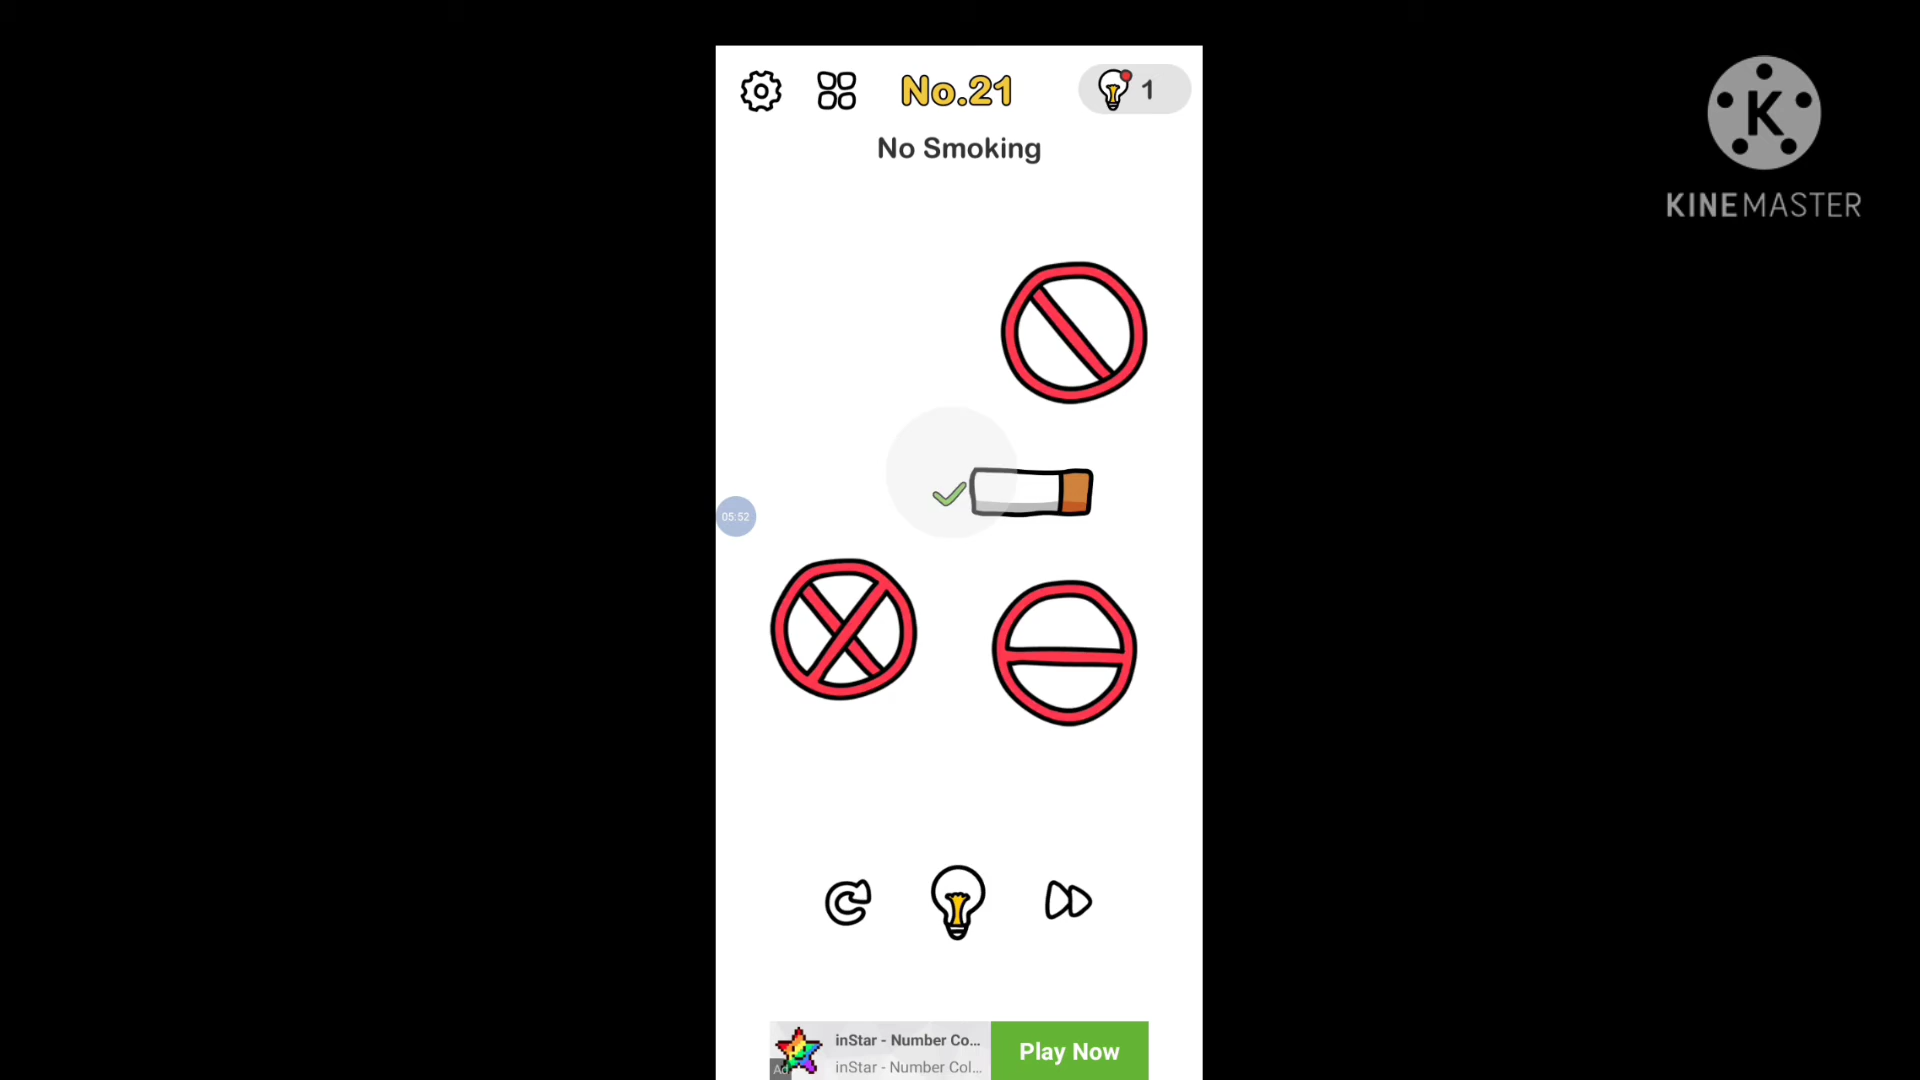 No.21
1
No Smoking
KINEMASTER
K
05:52
inStar - Number Co...
inStar - Number Col...
Ad
Play Now